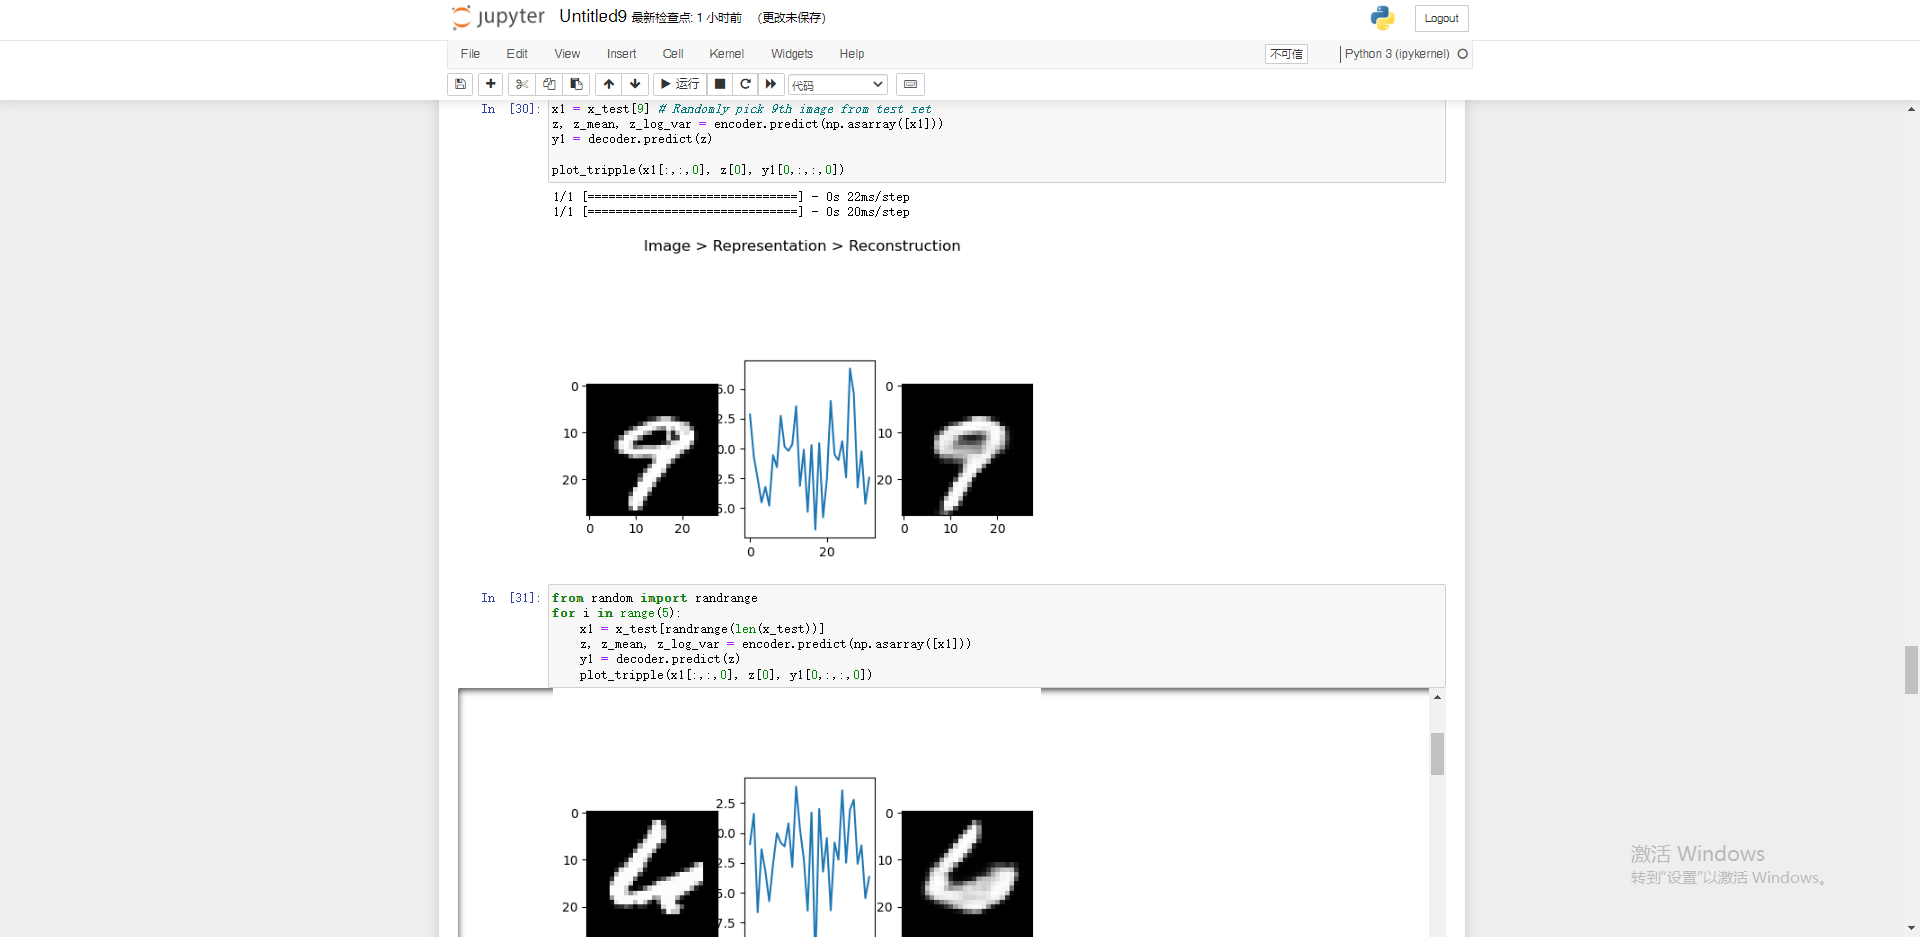 jupyter Untitled9 最新检查点: 1 小时前 (更改未保存) Logout
File Edit View Insert Cell Kernel Widgets Help 不可信 Python 3 (ipykernel)
运行 代码
In [30]: x1 = x_test[9] # Randomly pick 9th image from test set
z, z_mean, z_log_var = encoder.predict(np.asarray([x1]))
y1 = decoder.predict(z)
plot_tripple(x1[:,:,0], z[0], y1[0,:,:,0])
1/1 [==============================] - 0s 22ms/step
1/1 [==============================] - 0s 20ms/step
Image > Representation > Reconstruction
0 5.0 0
2.5
10 0.0 10
20 2.5 20
5.0
0 10 20 0 10 20
0 20
In [31]: from random import randrange
for i in range(5):
x1 = x_test[randrange(len(x_test))]
z, z_mean, z_log_var = encoder.predict(np.asarray([x1]))
y1 = decoder.predict(z)
plot_tripple(x1[:,:,0], z[0], y1[0,:,:,0])
2.5
0 0
0.0
10 2.5 10
5.0
20 20
7.5
激活 Windows
转到"设置"以激活 Windows。